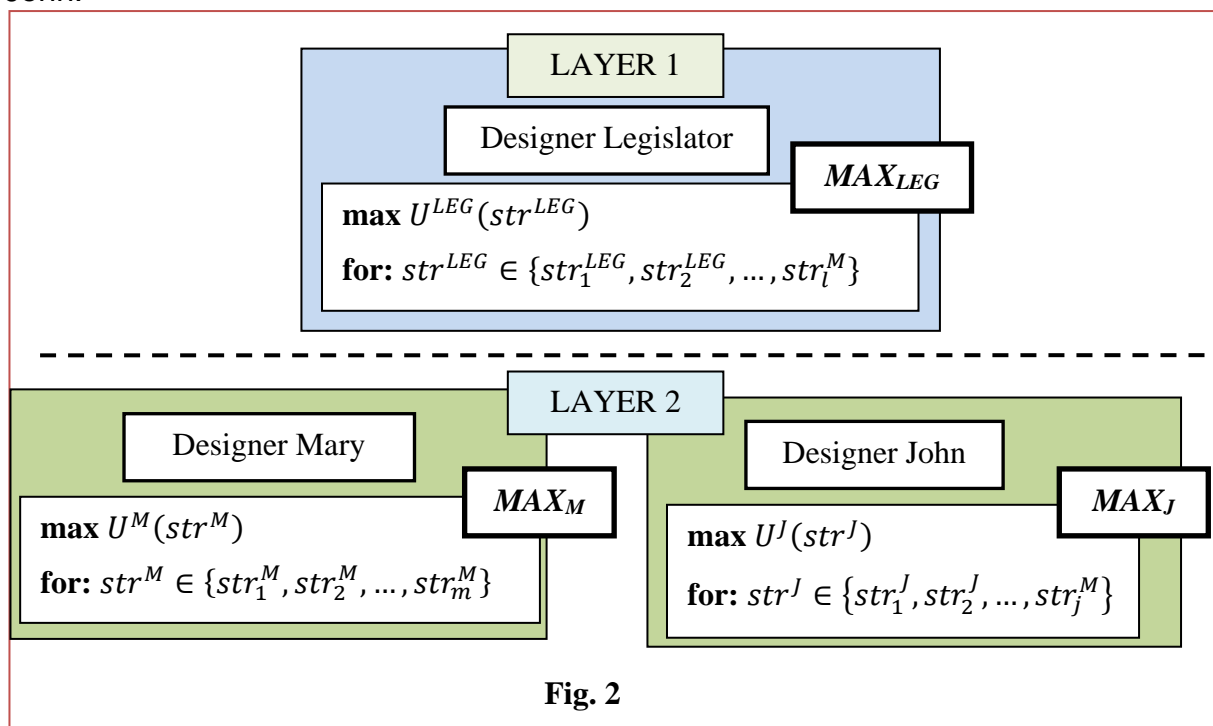 LAYER 1
Designer Legislator
MAX_{LEG}
max U^{LEG}(str^{LEG})
for: str^{LEG} ∈ {str_1^{LEG}, str_2^{LEG}, … , str_l^M}
LAYER 2
Designer Mary
MAX_M
max U^M(str^M)
for: str^M ∈ {str_1^M, str_2^M, … , str_m^M}
Designer John
MAX_J
max U^J(str^J)
for: str^J ∈ {str_1^J, str_2^J, … , str_j^M}
Fig. 2